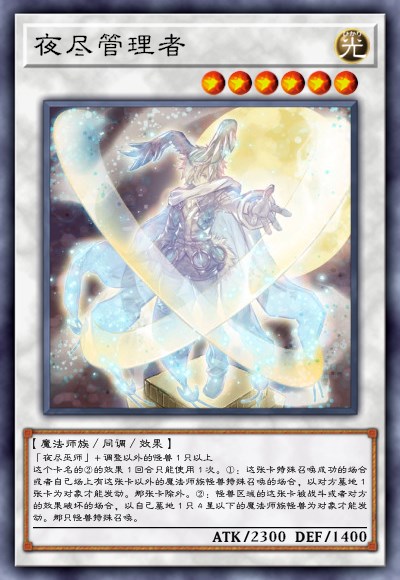 夜尽管理者
ひかり
光
【魔法师族／同调／效果】
「夜尽巫师」+调整以外的怪兽1只以上
这个卡名的②的效果1回合只能使用1次。①：这张卡特殊召唤成功的场合
或者自己场上有这张卡以外的魔法师族怪兽特殊召唤的场合，以对方墓地1
张卡为对象才能发动。那张卡除外。②：怪兽区域的这张卡被战斗或者对方
的效果破坏的场合，以自己墓地1只4星以下的魔法师族怪兽为对象才能发
动。那只怪兽特殊召唤。
ATK/2300 DEF/1400